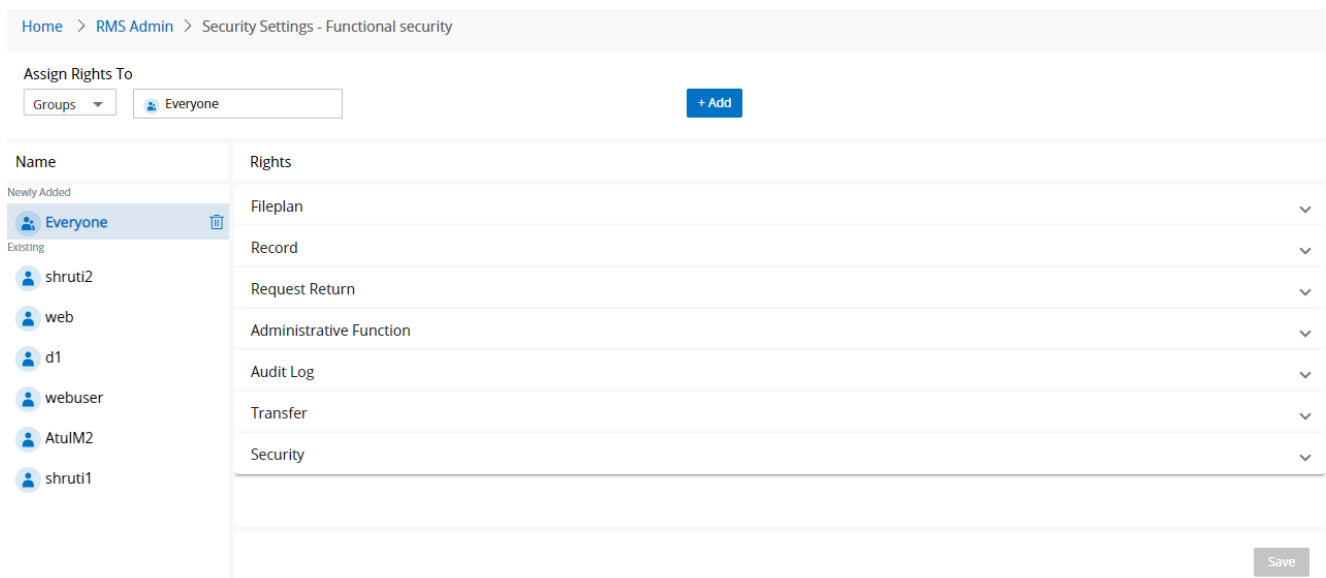 Home > RMS Admin > Security Settings - Functional security
Assign Rights To
Groups Everyone + Add
Name Rights
Newly Added
Everyone
Existing
shruti2
web
d1
webuser
AtulM2
shruti1
Fileplan
Record
Request Return
Administrative Function
Audit Log
Transfer
Security
Save